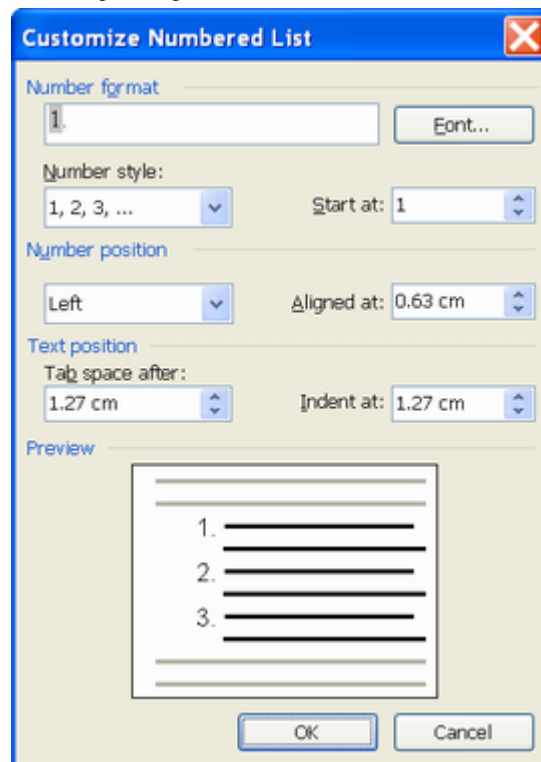 Customize Numbered List
Number format
1.
Font...
Number style:
1, 2, 3, ...
Start at: 1
Number position
Left
Aligned at: 0.63 cm
Text position
Tab space after:
1.27 cm
Indent at: 1.27 cm
Preview
1.
2.
3.
OK
Cancel